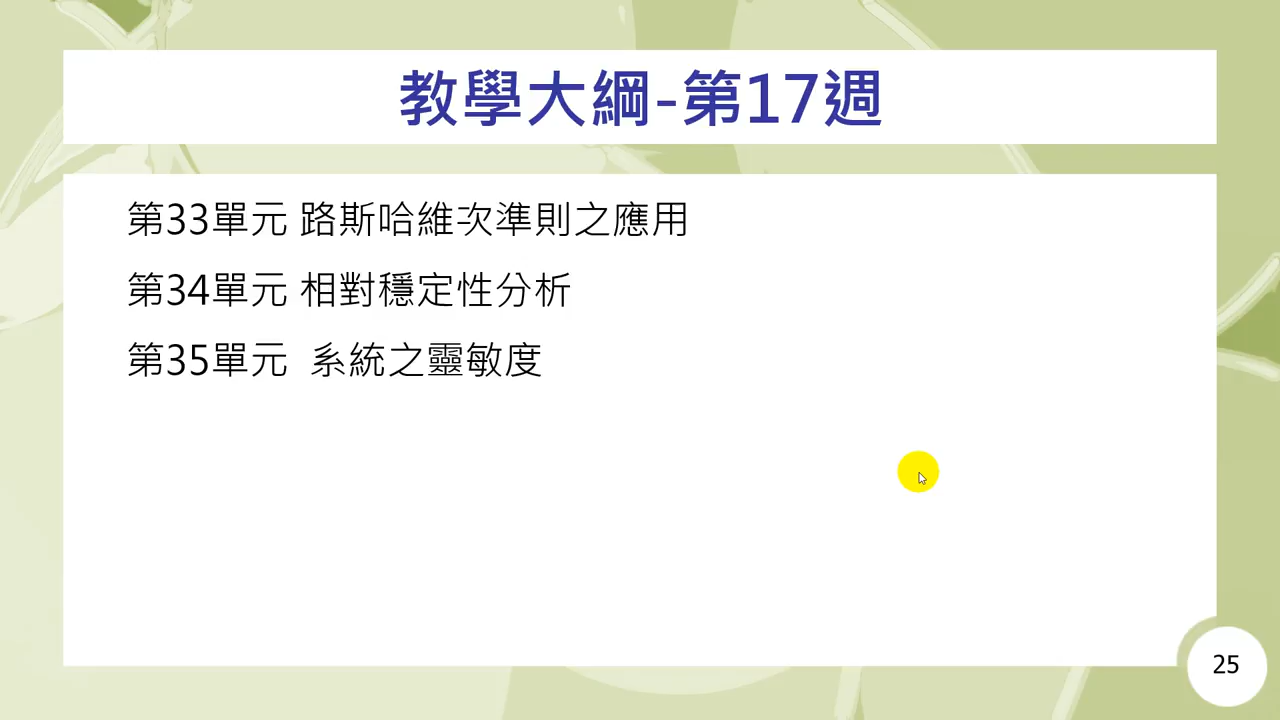 教學大綱-第17週
第33單元 路斯哈維次準則之應用
第34單元 相對穩定性分析
第35單元 系統之靈敏度
25